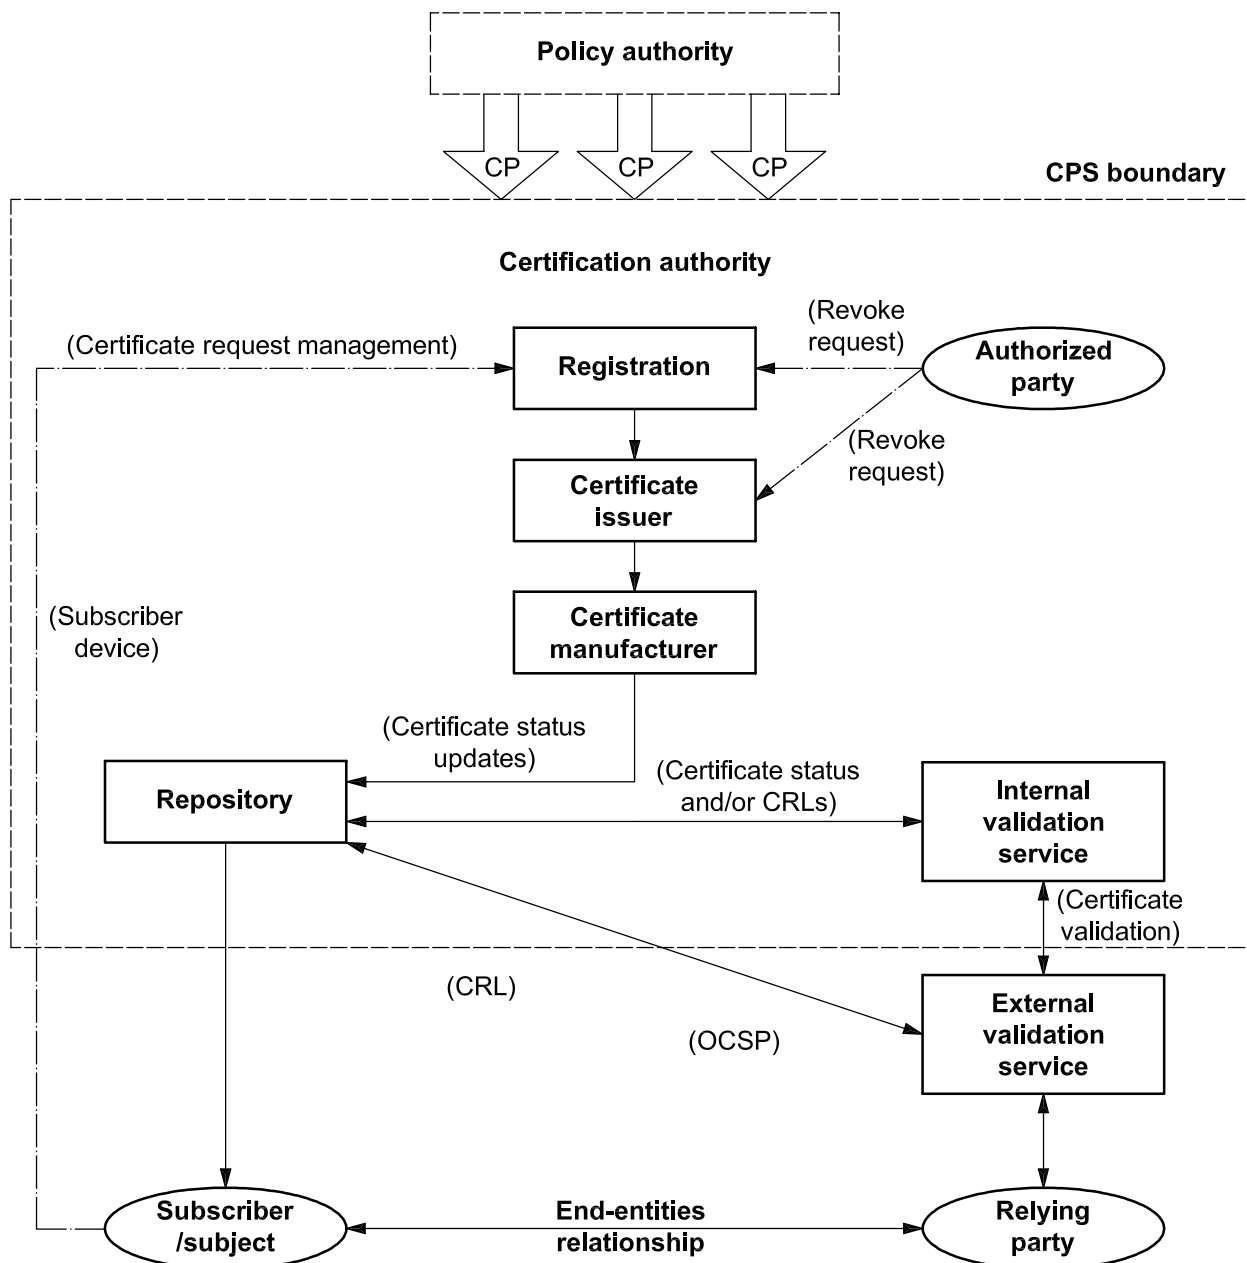 Policy authority
CP
CP
CP
CPS boundary
Certification authority
(Certificate request management)
Registration
(Revoke
request)
Authorized
party
(Revoke
request)
Certificate
issuer
(Subscriber
device)
Certificate
manufacturer
(Certificate status
updates)
Repository
(Certificate status
and/or CRLs)
Internal
validation
service
(Certificate
validation)
(CRL)
(OCSP)
External
validation
service
Subscriber
/subject
End-entities
relationship
Relying
party